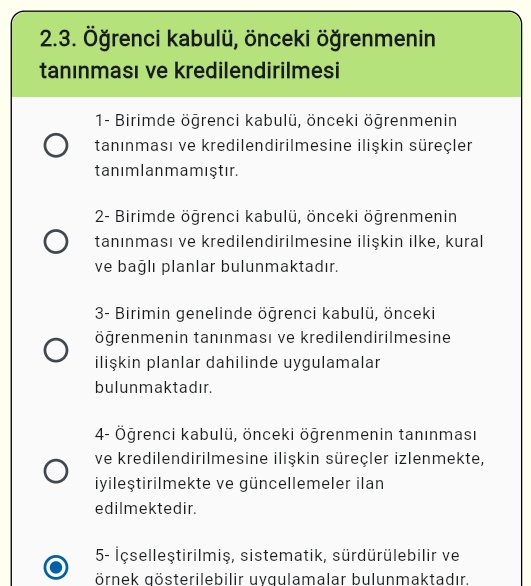 2.3. Öğrenci kabulü, önceki öğrenmenin
tanınması ve kredilendirilmesi
1- Birimde öğrenci kabulü, önceki öğrenmenin
tanınması ve kredilendirilmesine ilişkin süreçler
tanımlanmamıştır.
2- Birimde öğrenci kabulü, önceki öğrenmenin
tanınması ve kredilendirilmesine ilişkin ilke, kural
ve bağlı planlar bulunmaktadır.
3- Birimin genelinde öğrenci kabulü, önceki
öğrenmenin tanınması ve kredilendirilmesine
ilişkin planlar dahilinde uygulamalar
bulunmaktadır.
4- Öğrenci kabulü, önceki öğrenmenin tanınması
ve kredilendirilmesine ilişkin süreçler izlenmekte,
iyileştirilmekte ve güncellemeler ilan
edilmektedir.
5- İçselleştirilmiş, sistematik, sürdürülebilir ve
örnek gösterilebilir uygulamalar bulunmaktadır.